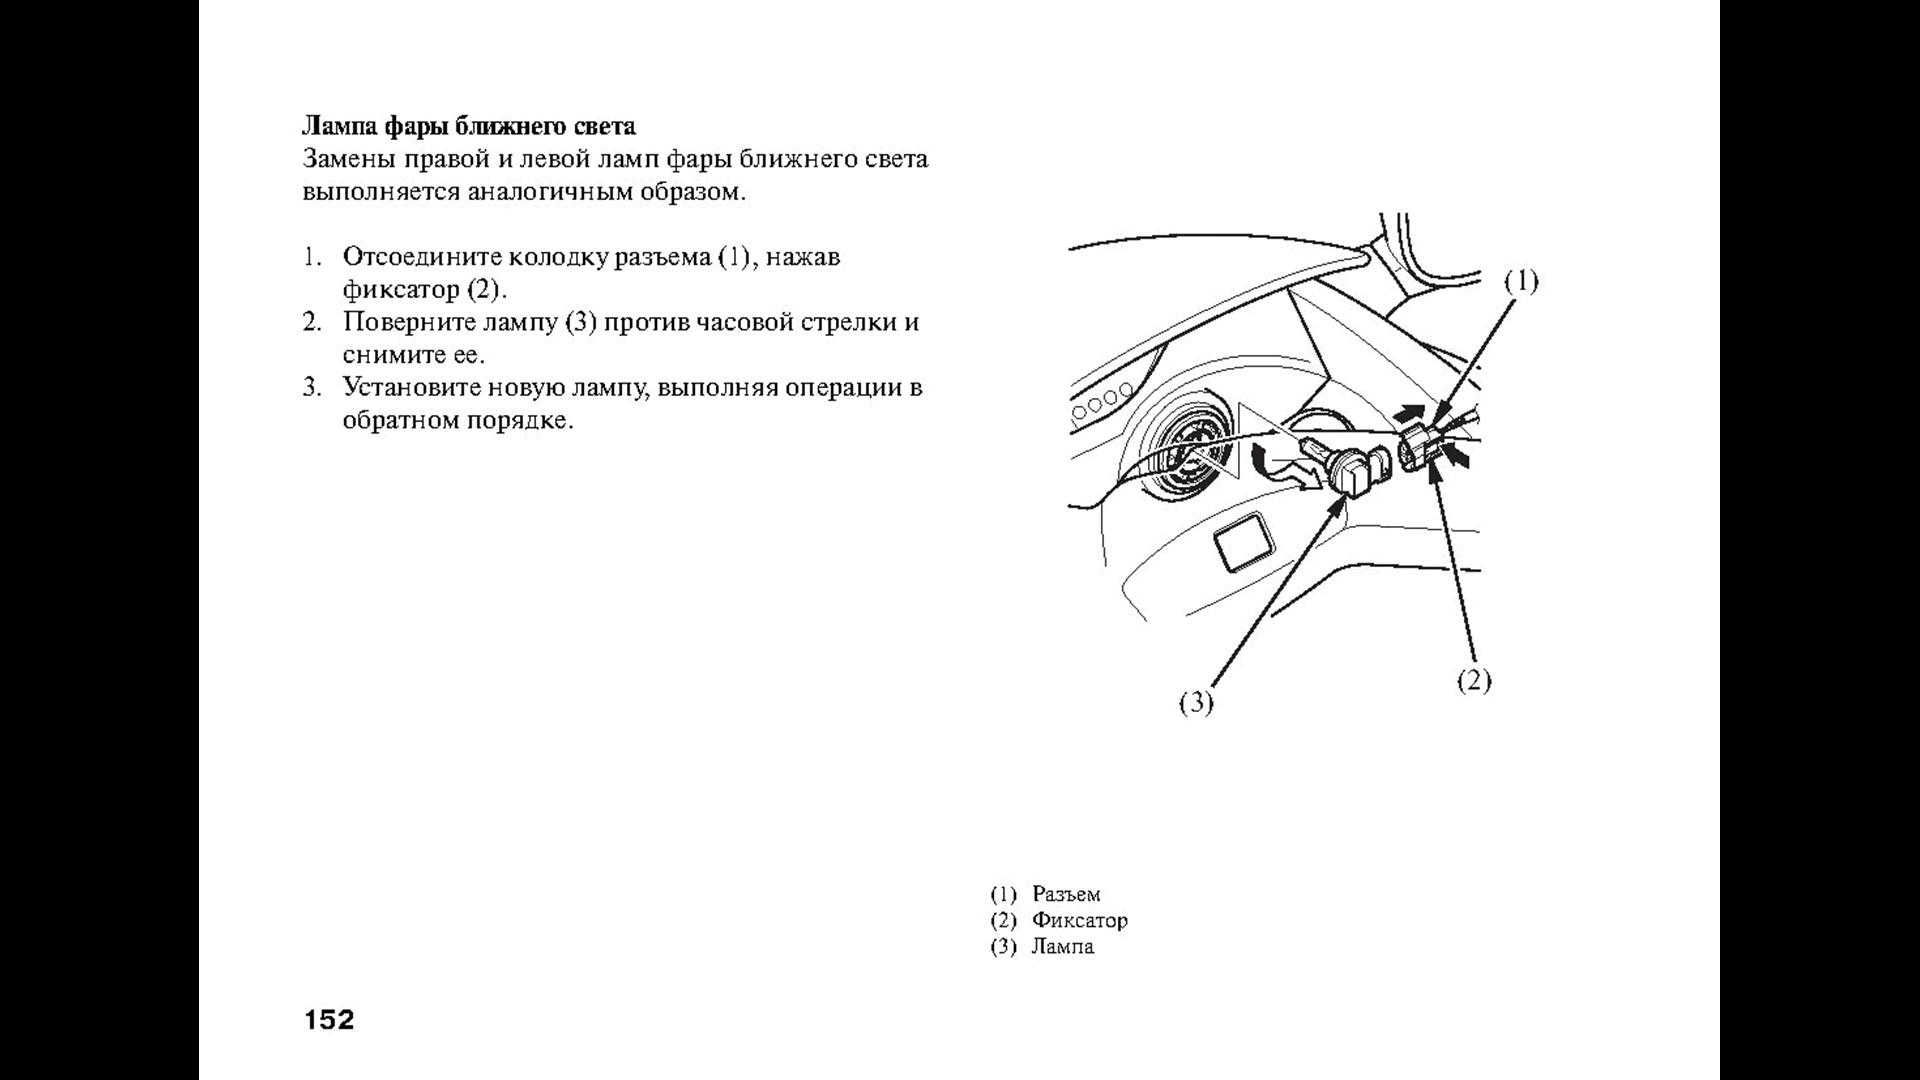 Лампа фары ближнего света
Замены правой и левой ламп фары ближнего света
выполняется аналогичным образом.
1. Отсоедините колодку разъема (1), нажав
фиксатор (2).
2. Поверните лампу (3) против часовой стрелки и
снимите ее.
3. Установите новую лампу, выполняя операции в
обратном порядке.
(1)
(2)
(3)
(1) Разъем
(2) Фиксатор
(3) Лампа
152